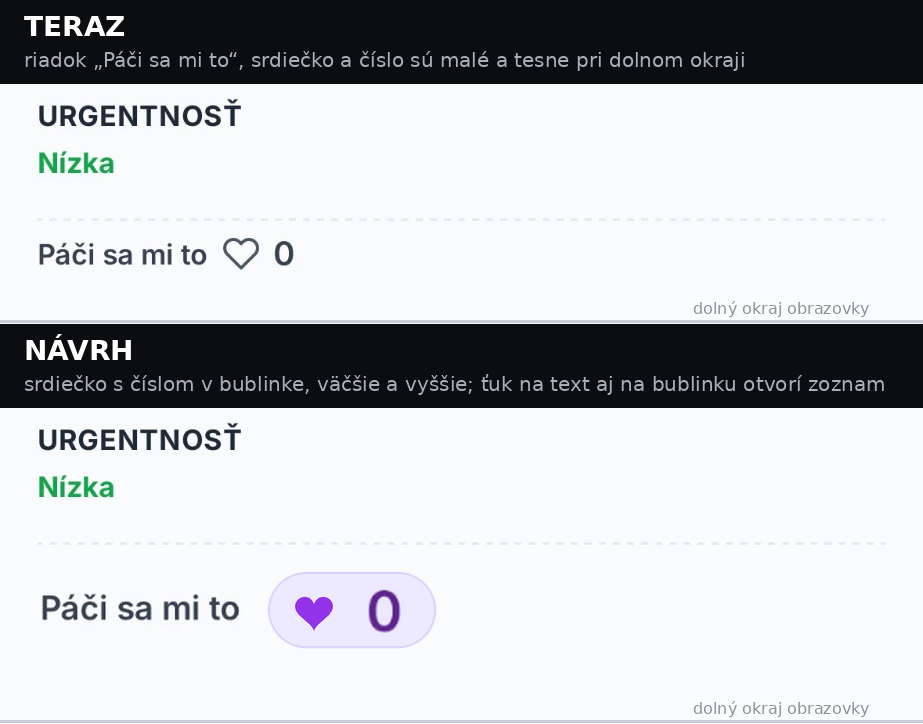 TERAZ
riadok „Páči sa mi to“, srdiečko a číslo sú malé a tesne pri dolnom okraji
URGENTNOSŤ
Nízka
Páči sa mi to 0
dolný okraj obrazovky
NÁVRH
srdiečko s číslom v bublinke, väčšie a vyššie; ťuk na text aj na bublinku otvorí zoznam
URGENTNOSŤ
Nízka
Páči sa mi to 0
dolný okraj obrazovky